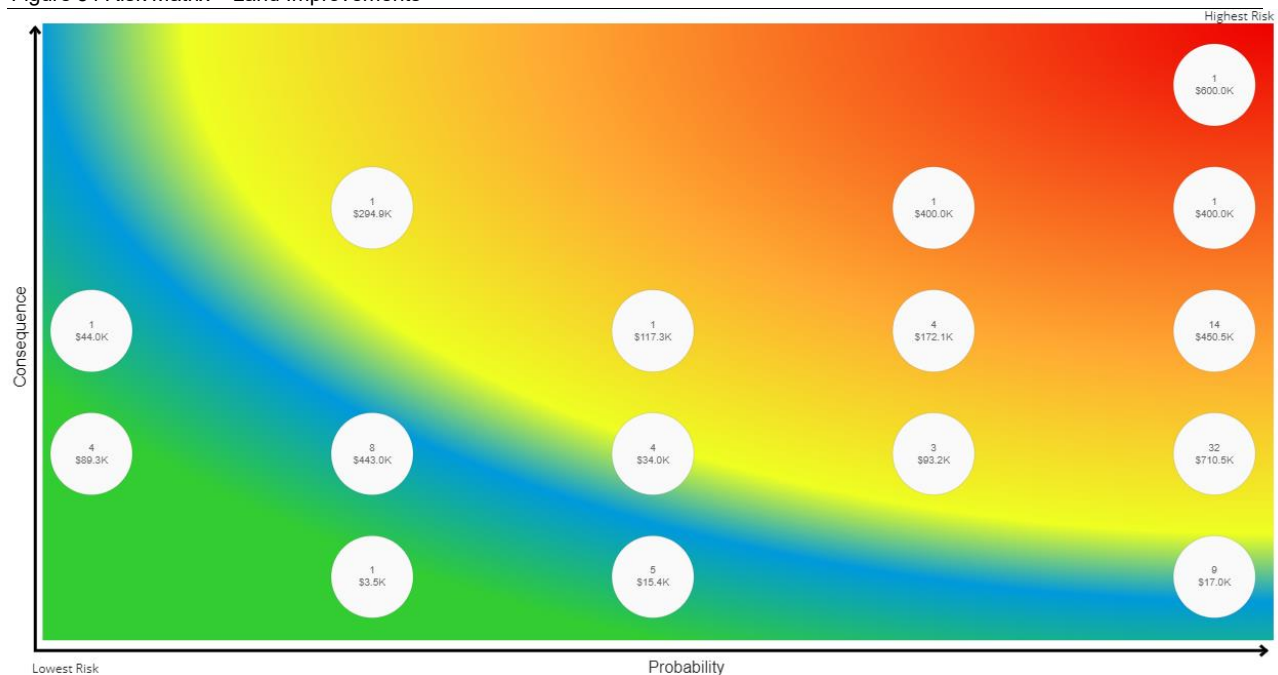 Highest Risk
1
$600.0K
1
$294.9K
1
$400.0K
1
$400.0K
Consequence
1
$44.0K
1
$117.3K
4
$172.1K
14
$450.5K
4
$89.3K
8
$443.0K
4
$34.0K
3
$93.2K
32
$710.5K
1
$3.5K
5
$15.4K
9
$17.0K
Lowest Risk
Probability